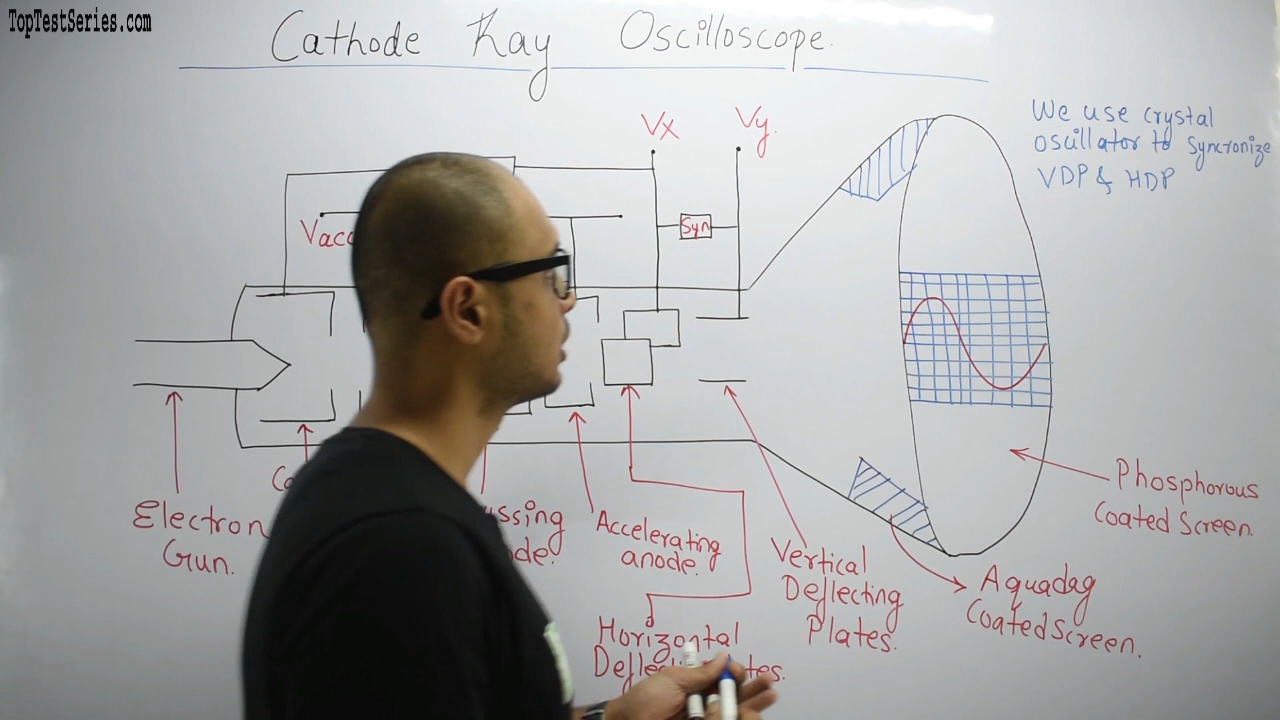 TopTestSeries.com
Cathode Ray Oscilloscope.
We use crystal
oscillator to syncronize
VDP & HDP
Vx
Vy.
Syn
Electron
Gun.
Accelerating
anode.
Horizontal
Vertical
Deflecting
Plates.
Aquadag
Coated Screen.
Phosphorous
Coated Screen.